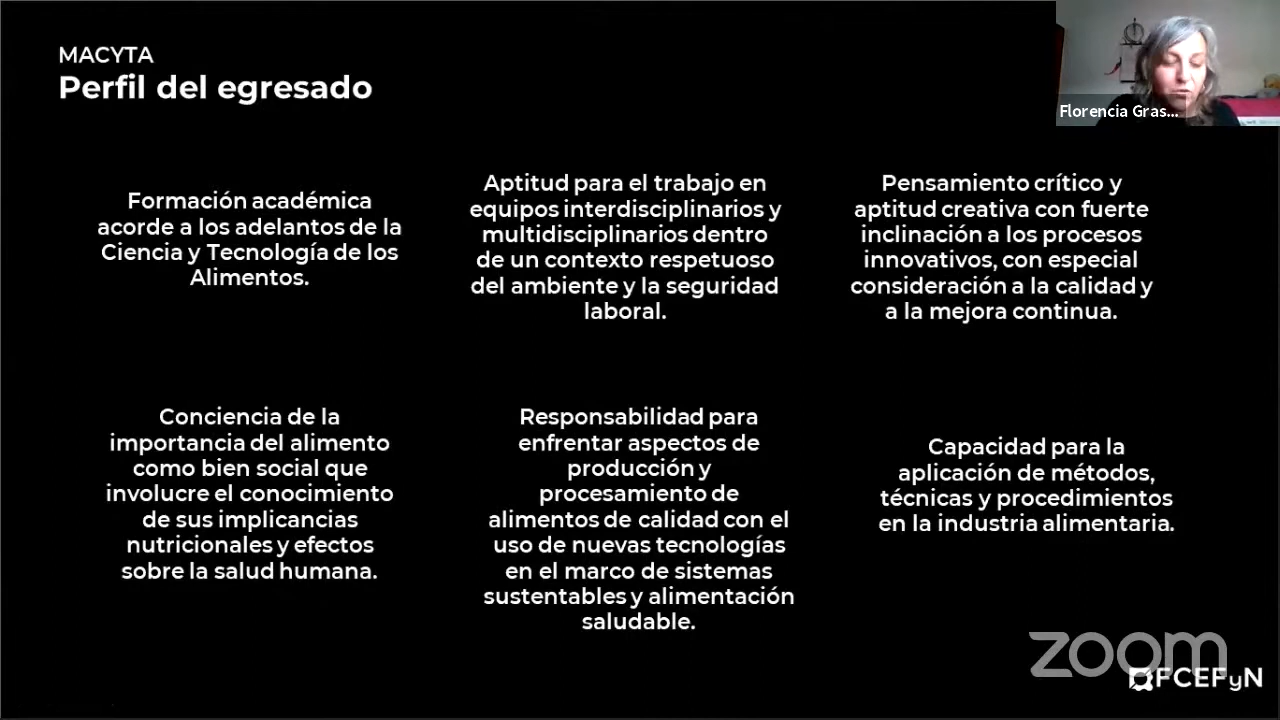 MACYTA
Perfil del egresado
Florencia Gras...
Formación académica
acorde a los adelantos de la
Ciencia y Tecnología de los
Alimentos.
Aptitud para el trabajo en
equipos interdisciplinarios y
multidisciplinarios dentro
de un contexto respetuoso
del ambiente y la seguridad
laboral.
Pensamiento crítico y
aptitud creativa con fuerte
inclinación a los procesos
innovativos, con especial
consideración a la calidad y
a la mejora continua.
Conciencia de la
importancia del alimento
como bien social que
involucre el conocimiento
de sus implicancias
nutricionales y efectos
sobre la salud humana.
Responsabilidad para
enfrentar aspectos de
producción y
procesamiento de
alimentos de calidad con el
uso de nuevas tecnologías
en el marco de sistemas
sustentables y alimentación
saludable.
Capacidad para la
aplicación de métodos,
técnicas y procedimientos
en la industria alimentaria.
zoom
FCEFyN